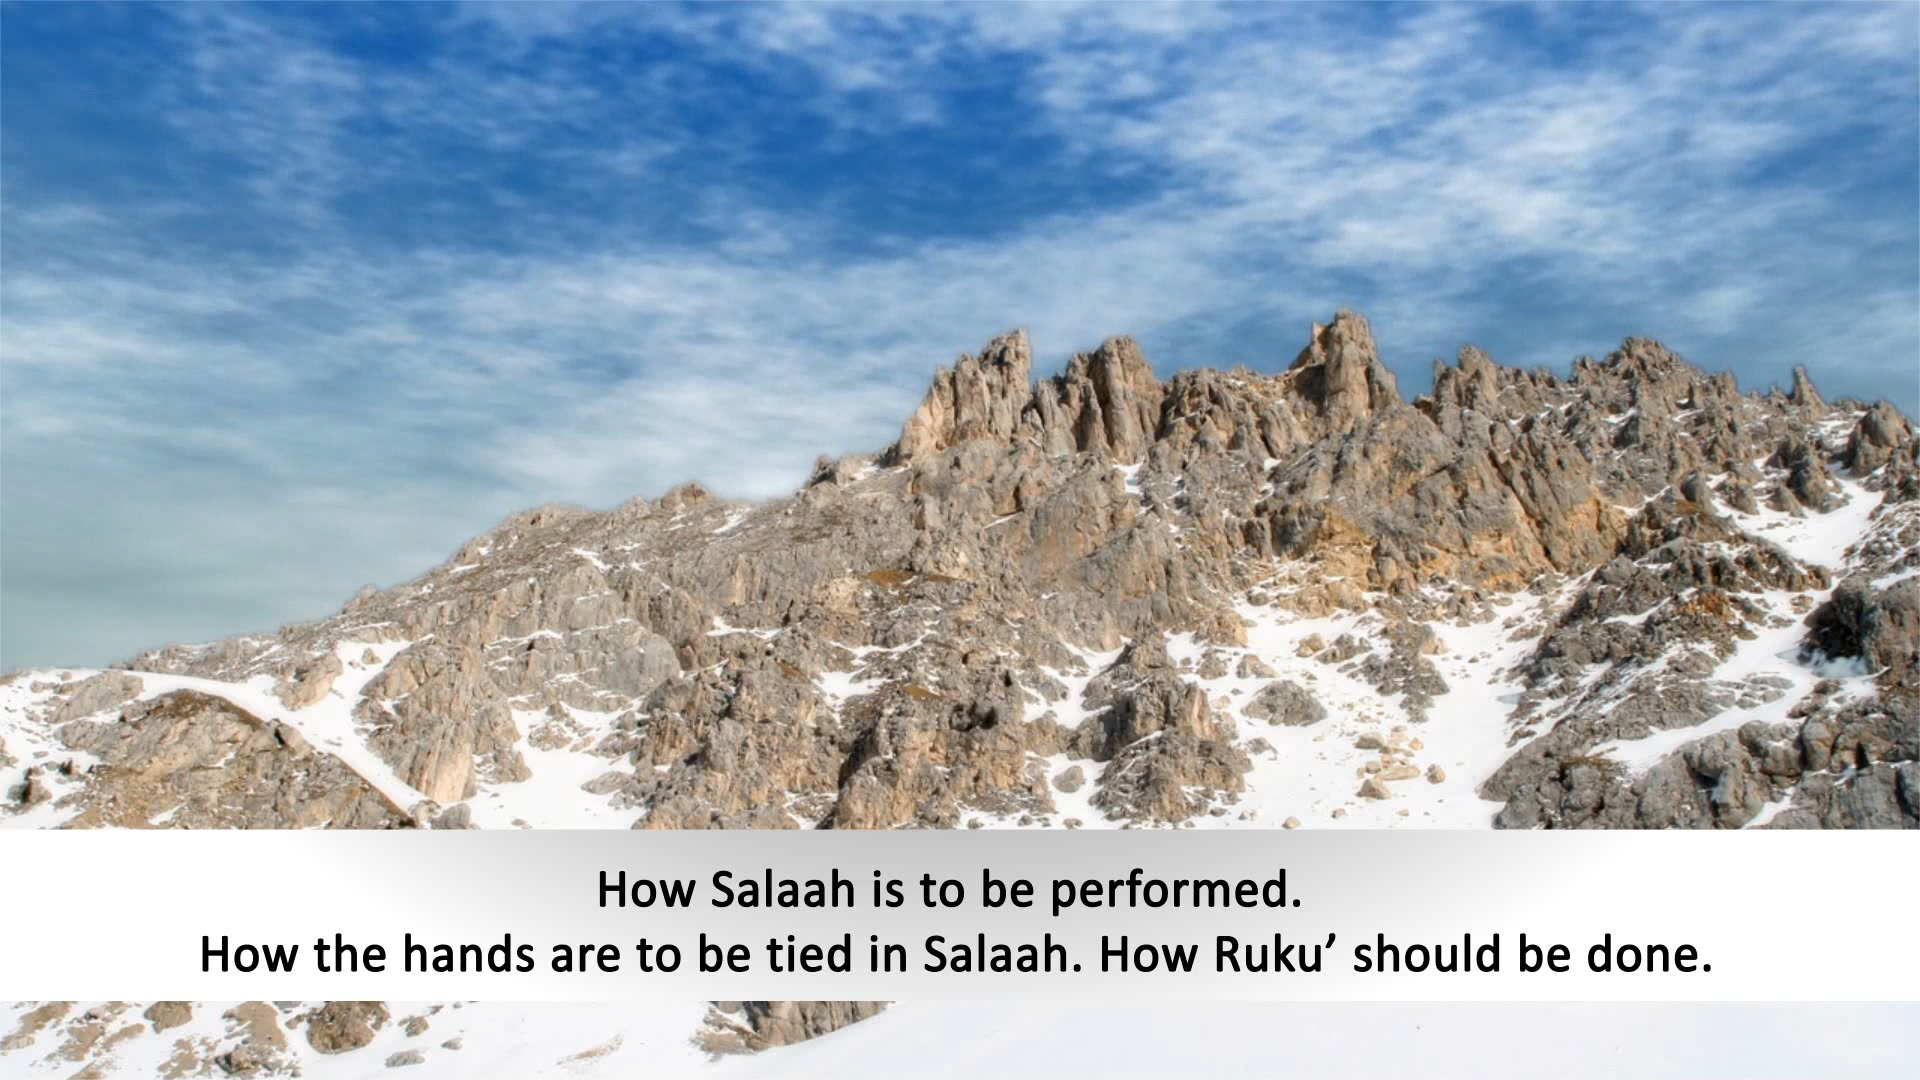 How Salaah is to be performed.
How the hands are to be tied in Salaah. How Ruku’ should be done.